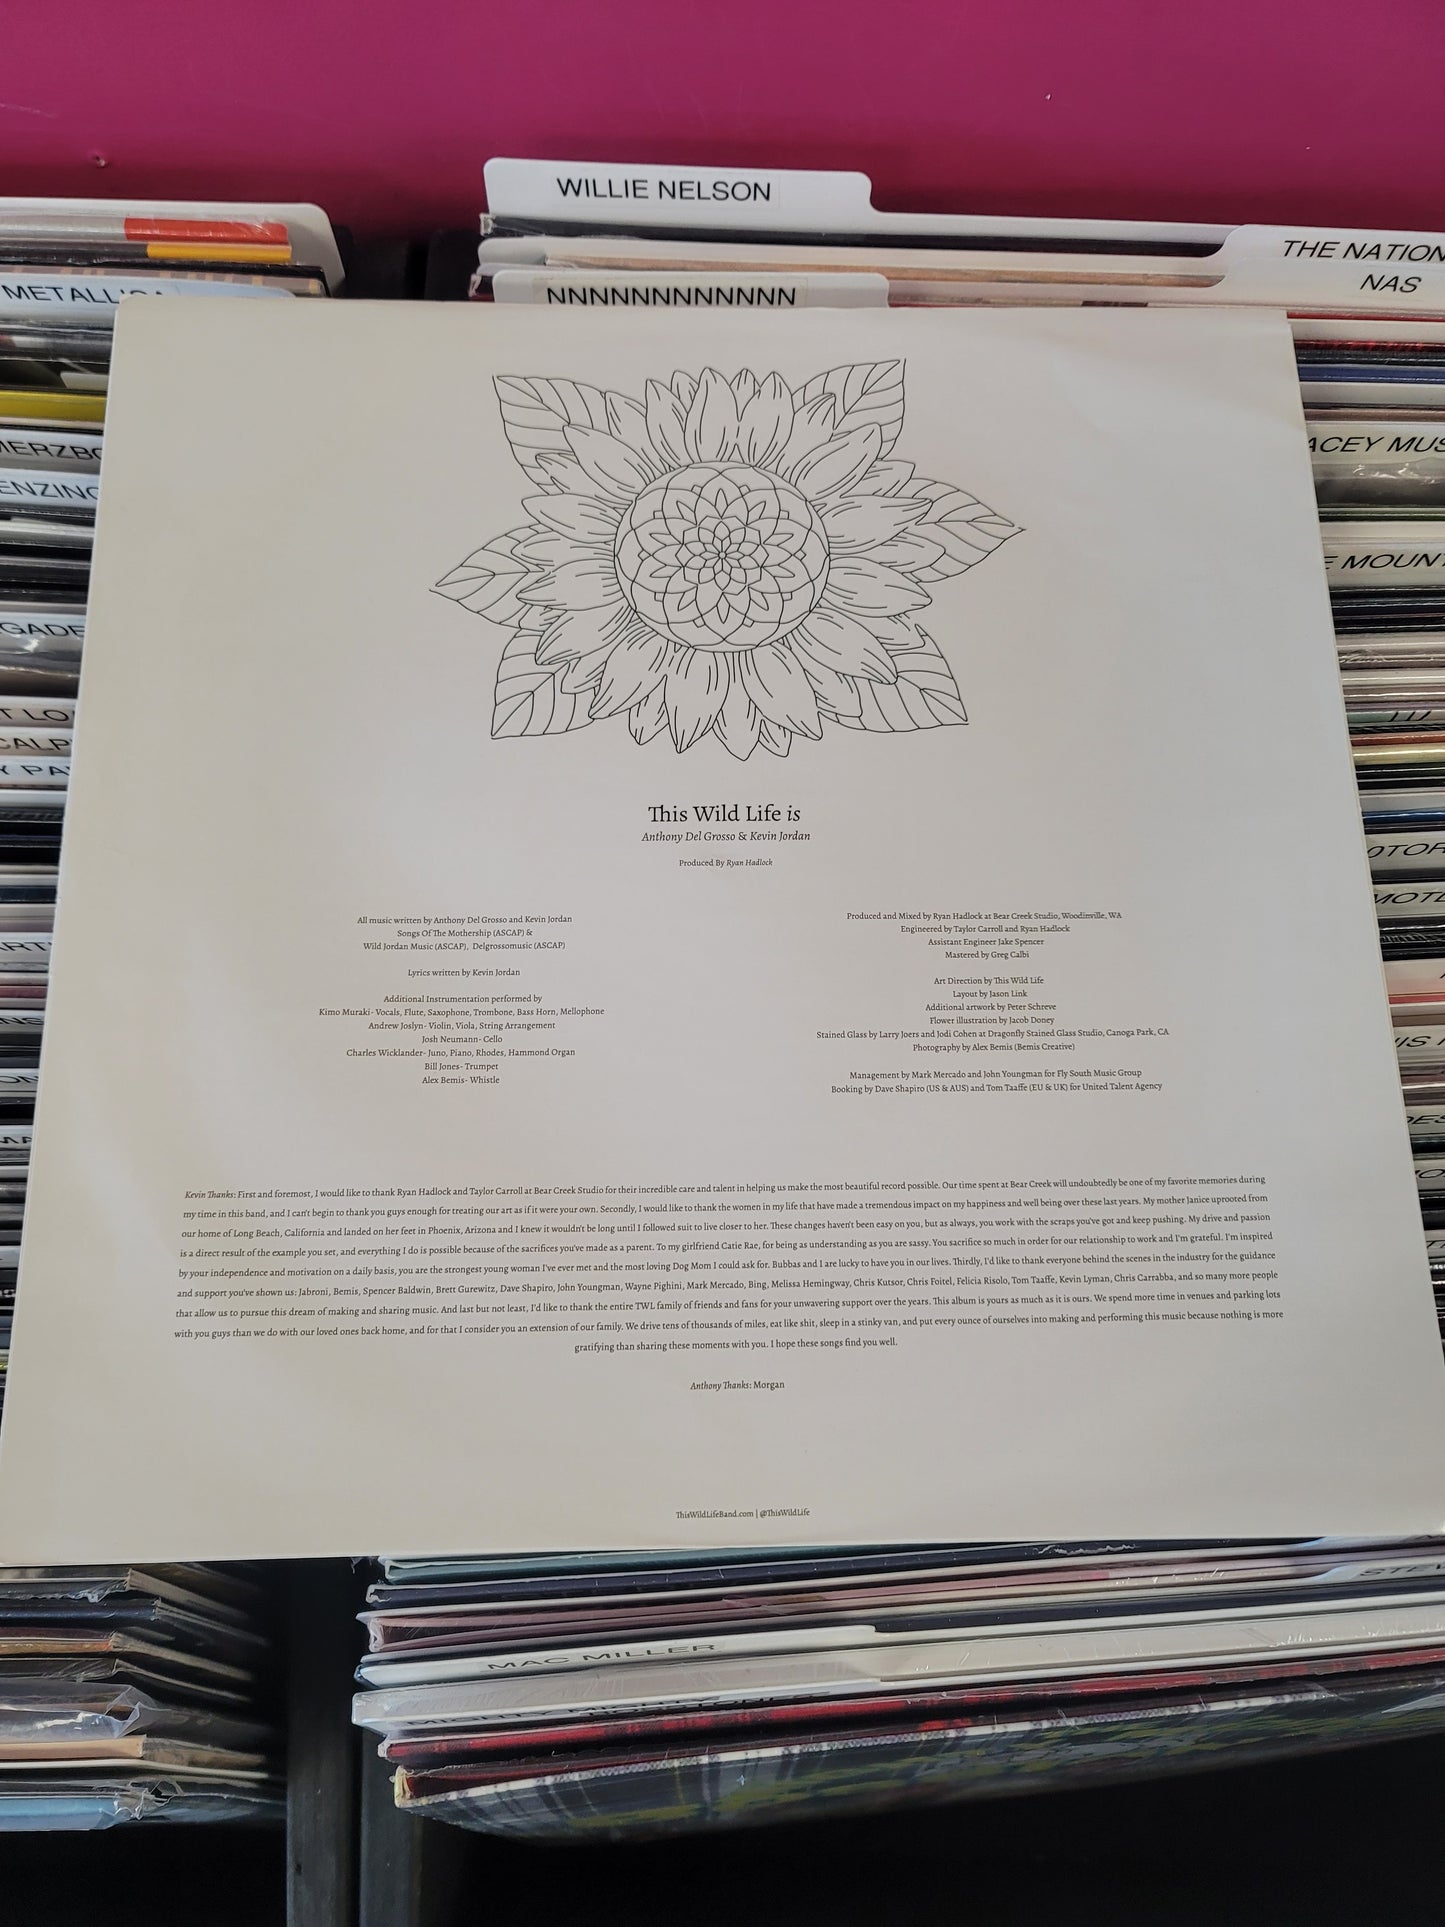 WILLIE NELSON
THE NATION
NAS
METALLICA
NNNNNNNNNNNN
ACEY MUS
ENZING
MOUN
GADE
This Wild Life is
Anthony Del Grosso & Kevin Jordan
Produced By Ryan Hadlock
All music written by Anthony Del Grosso and Kevin Jordan
Songs Of The Mothership (ASCAP) &
Wild Jordan Music (ASCAP), Delgrossomusic (ASCAP)
Lyrics written by Kevin Jordan
Additional Instrumentation performed by
Kimo Muraki- Vocals, Flute, Saxophone, Trombone, Bass Horn, Mellophone
Andrew Joslyn- Violin, Viola, String Arrangement
Josh Neumann- Cello
Charles Wicklander- Juno, Piano, Rhodes, Hammond Organ
Bill Jones- Trumpet
Alex Bemis- Whistle
Produced and Mixed by Ryan Hadlock at Bear Creek Studio, Woodinville, WA
Engineered by Taylor Carroll and Ryan Hadlock
Assistant Engineer Jake Spencer
Mastered by Greg Calbi
Art Direction by This Wild Life
Layout by Jason Link
Additional artwork by Peter Schreve
Flower illustration by Jacob Doney
Stained Glass by Larry Joers and Jodi Cohen at Dragonfly Stained Glass Studio, Canoga Park, CA
Photography by Alex Bemis (Bemis Creative)
Management by Mark Mercado and John Youngman for Fly South Music Group
Booking by Dave Shapiro (US & AUS) and Tom Taaffe (EU & UK) for United Talent Agency
Kevin Thanks: First and foremost, I would like to thank Ryan Hadlock and Taylor Carroll at Bear Creek Studio for their incredible care and talent in helping us make the most beautiful record possible. Our time spent at Bear Creek will undoubtedly be one of my favorite memories during
my time in this band, and I can't begin to thank you guys enough for treating our art as if it were your own. Secondly, I would like to thank the women in my life that have made a tremendous impact on my happiness and well being over these last years. My mother Janice uprooted from
our home of Long Beach, California and landed on her feet in Phoenix, Arizona and I knew it wouldn't be long until I followed suit to live closer to her. These changes haven't been easy on you, but as always, you work with the scraps you've got and keep pushing. My drive and passion
is a direct result of the example you set, and everything I do is possible because of the sacrifices you've made as a parent. To my girlfriend Catie Rae, for being as understanding as you are sassy. You sacrifice so much in order for our relationship to work and I'm grateful. I'm inspired
by your independence and motivation on a daily basis, you are the strongest young woman I've ever met and the most loving Dog Mom I could ask for. Bubbas and I are lucky to have you in our lives. Thirdly, I'd like to thank everyone behind the scenes in the industry for the guidance
and support you've shown us: Jabroni, Bemis, Spencer Baldwin, Brett Gurewitz, Dave Shapiro, John Youngman, Wayne Pighini, Mark Mercado, Bing, Melissa Hemingway, Chris Kutsor, Chris Foitel, Felicia Risolo, Tom Taaffe, Kevin Lyman, Chris Carrabba, and so many more people
that allow us to pursue this dream of making and sharing music. And last but not least, I'd like to thank the entire TWL family of friends and fans for your unwavering support over the years. This album is yours as much as it is ours. We spend more time in venues and parking lots
with you guys than we do with our loved ones back home, and for that I consider you an extension of our family. We drive tens of thousands of miles, eat like shit, sleep in a stinky van, and put every ounce of ourselves into making and performing this music because nothing is more
gratifying than sharing these moments with you. I hope these songs find you well.
Anthony Thanks: Morgan
ThisWildLifeBand.com | @ThisWildLife
MAC MILLER